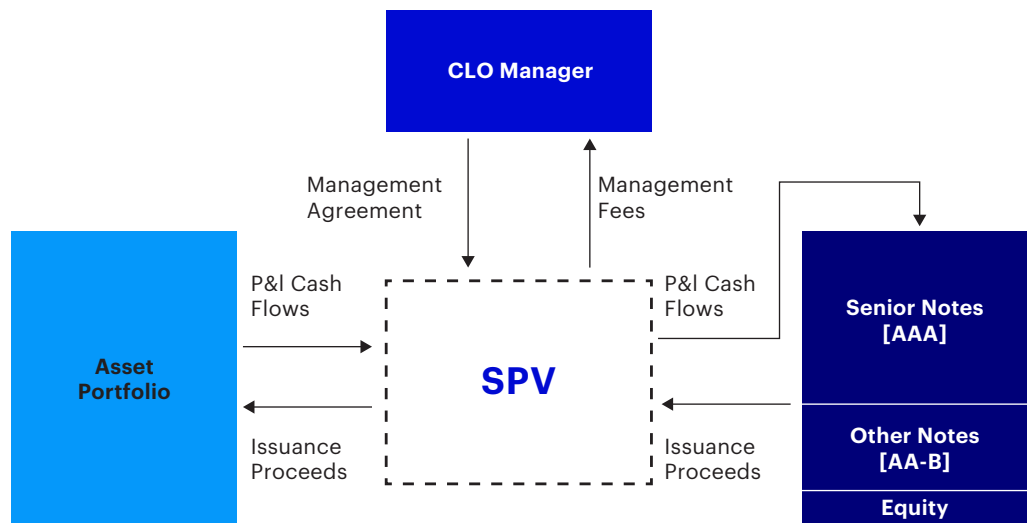 CLO Manager
Management
Agreement
Management
Fees
P&l Cash
Flows
P&l Cash
Flows
Senior Notes
[AAA]
Asset
Portfolio
SPV
Issuance
Proceeds
Issuance
Proceeds
Other Notes
[AA-B]
Equity